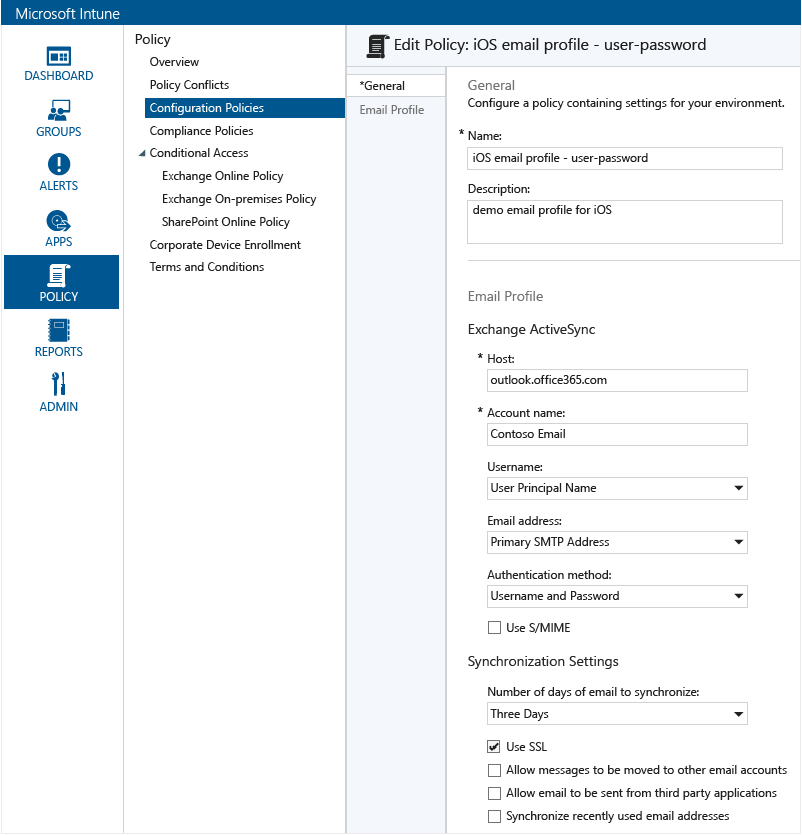 Microsoft Intune
DASHBOARD
GROUPS
ALERTS
APPS
POLICY
REPORTS
ADMIN
Policy
Overview
Policy Conflicts
Configuration Policies
Compliance Policies
Conditional Access
Exchange Online Policy
Exchange On-premises Policy
SharePoint Online Policy
Corporate Device Enrollment
Terms and Conditions
Edit Policy: iOS email profile - user-password
*General
Email Profile
General
Configure a policy containing settings for your environment.
* Name:
iOS email profile - user-password
Description:
demo email profile for iOS
Email Profile
Exchange ActiveSync
* Host:
outlook.office365.com
* Account name:
Contoso Email
Username:
User Principal Name
Email address:
Primary SMTP Address
Authentication method:
Username and Password
Use S/MIME
Synchronization Settings
Number of days of email to synchronize:
Three Days
Use SSL
Allow messages to be moved to other email accounts
Allow email to be sent from third party applications
Synchronize recently used email addresses